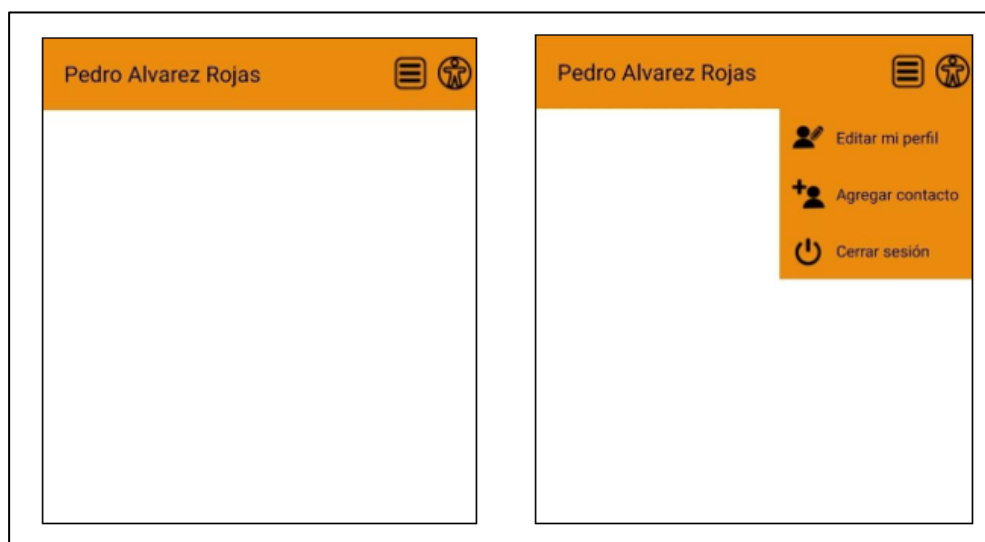 Pedro Alvarez Rojas
Pedro Alvarez Rojas
Editar mi perfil
Agregar contacto
Cerrar sesión